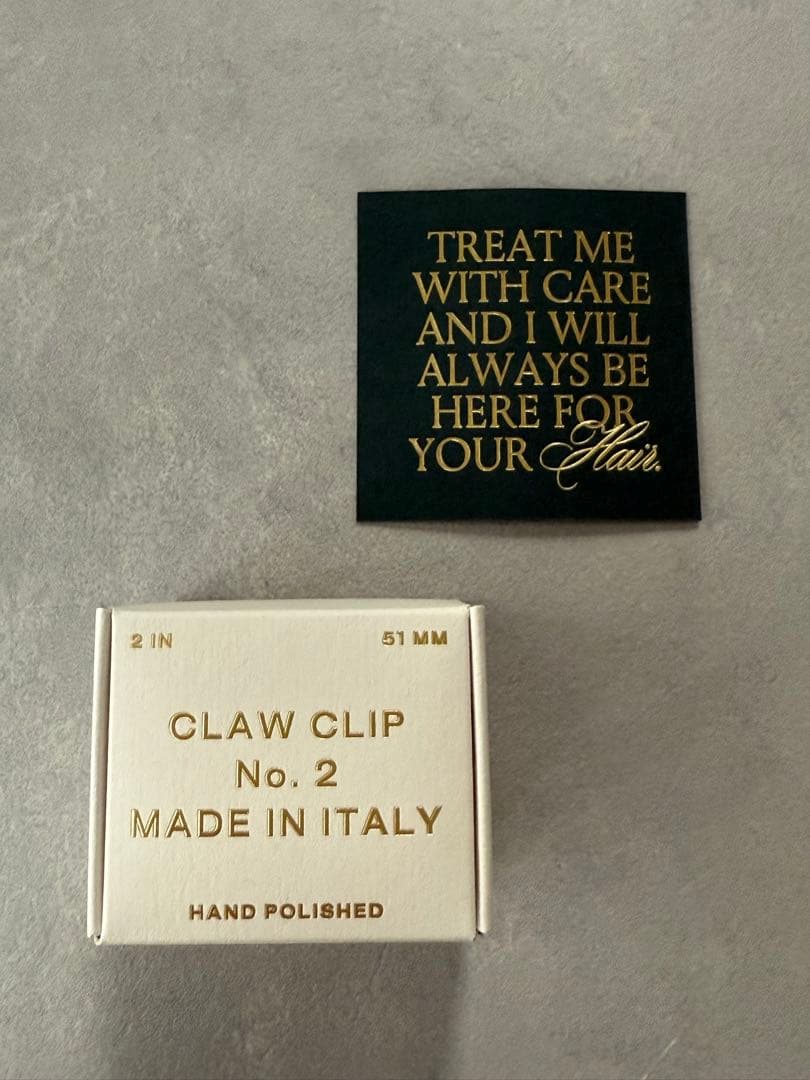 TREAT ME
WITH CARE
AND I WILL
ALWAYS BE
HERE FOR
YOUR Hair.
2 IN 51 MM
CLAW CLIP
No. 2
MADE IN ITALY
HAND POLISHED